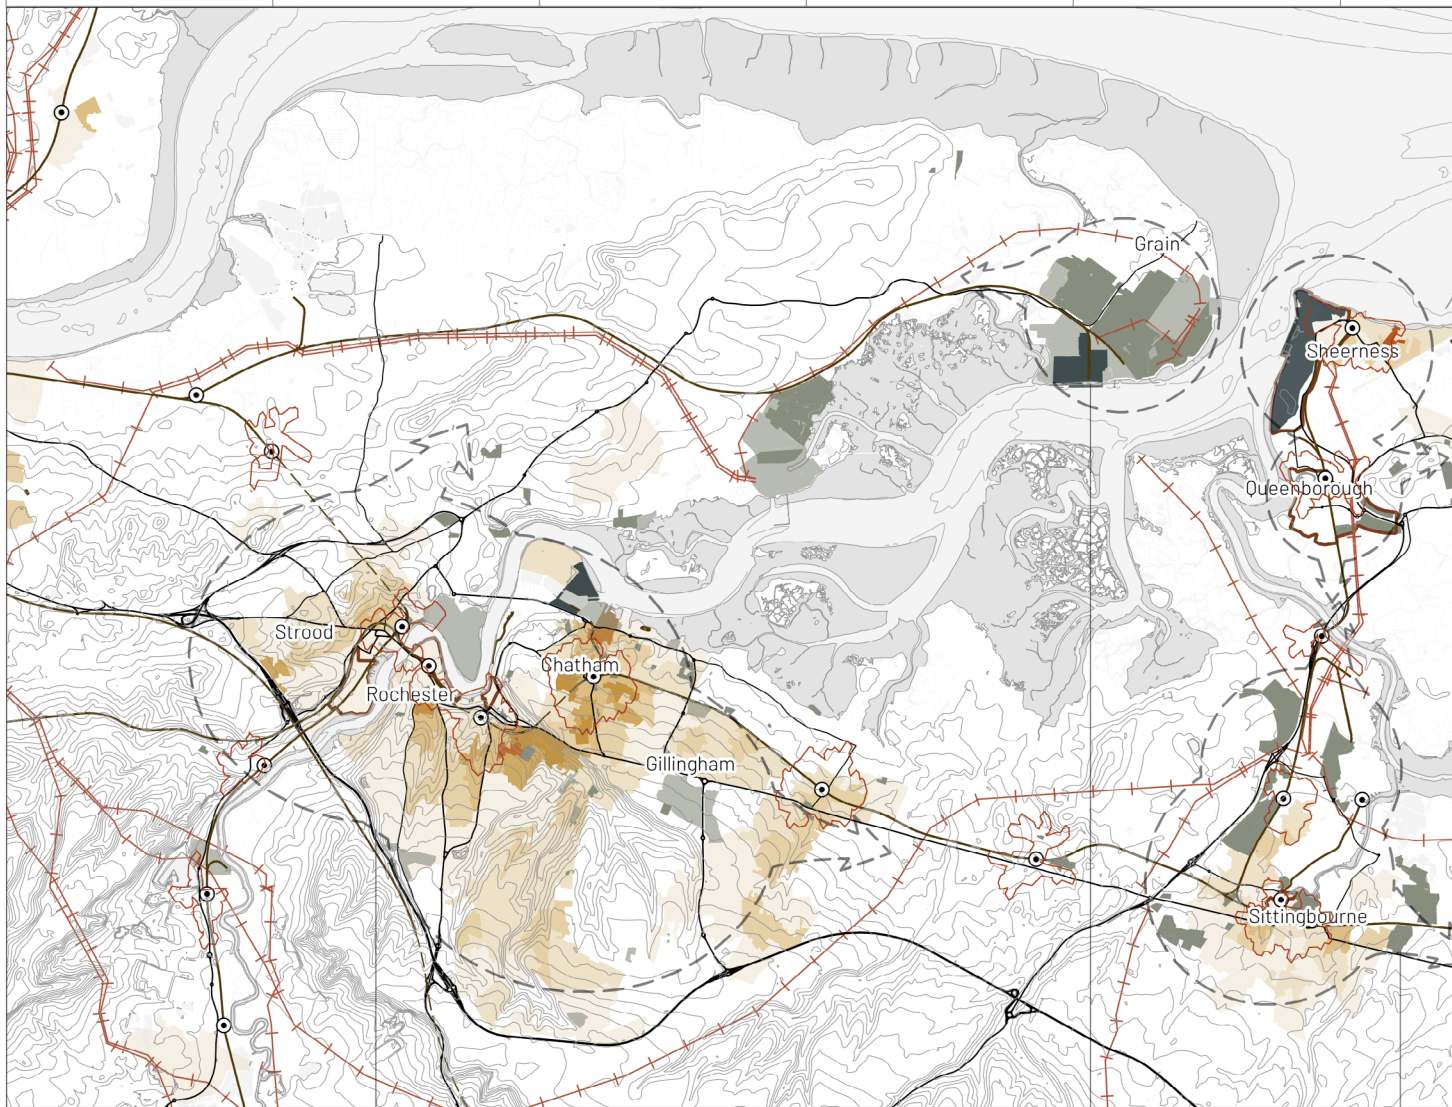 Grain
Sheerness
Queenborough
Strood
Chatham
Rochester
Gillingham
Sittingbourne